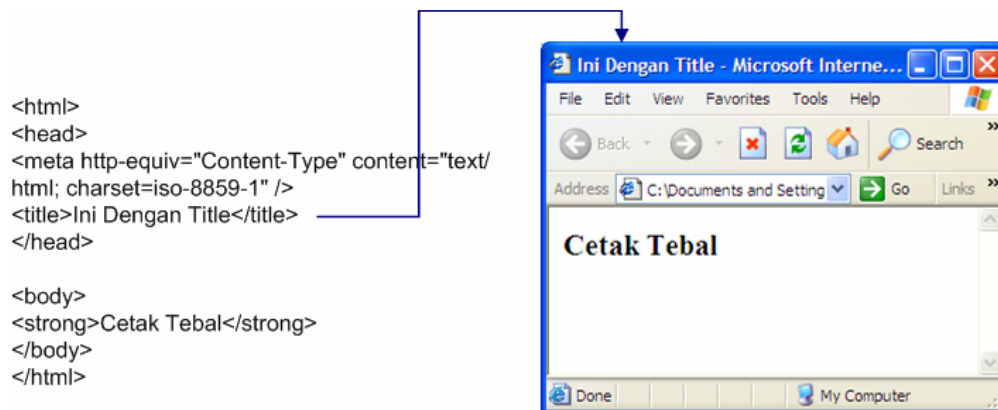 <html>
<head>
<meta http-equiv="Content-Type" content="text/
html; charset=iso-8859-1" />
<title>Ini Dengan Title</title>
</head>
<body>
<strong>Cetak Tebal</strong>
</body>
</html>
Ini Dengan Title - Microsoft Interne...
File Edit View Favorites Tools Help
Back Search
Address C:\Documents and Setting Go Links
Cetak Tebal
Done My Computer